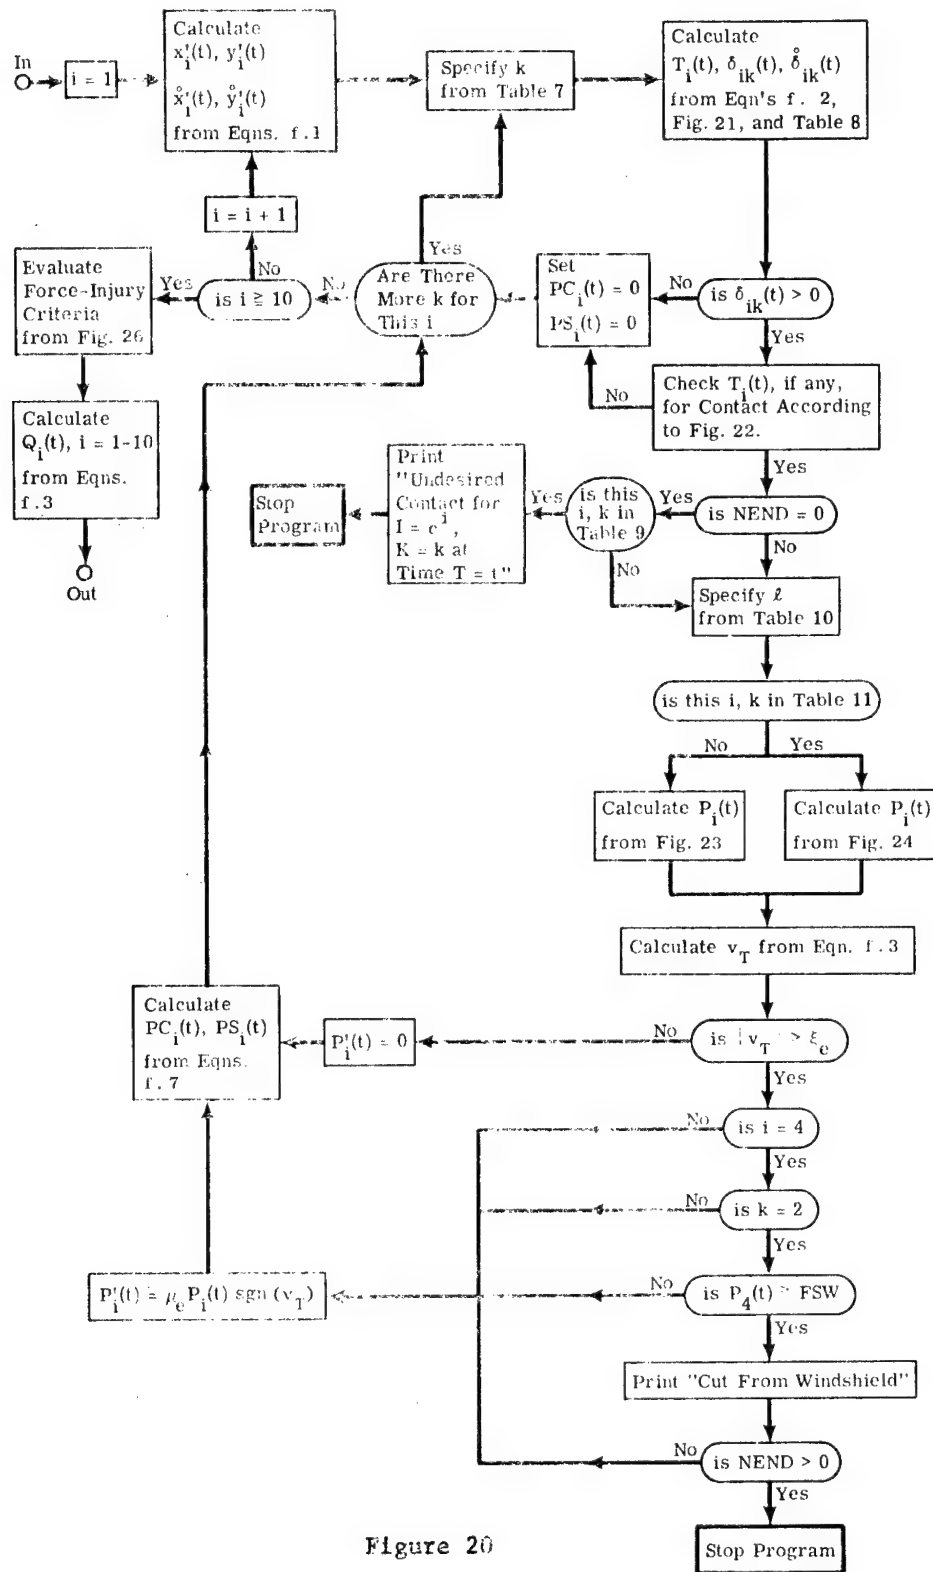 In
i = 1
Calculate
x'i(t), y'i(t)
x̊'i(t), ẙ'i(t)
from Eqns. f.1
Specify k
from Table 7
Calculate
Ti(t), δik(t), δ̊ik(t)
from Eqn's f. 2,
Fig. 21, and Table 8
i = i + 1
Yes
No
Evaluate
Force-Injury
Criteria
from Fig. 26
Yes
is i ≧ 10
No
Are There
More k for
This i
Set
PCi(t) = 0
PSi(t) = 0
No
is δik(t) > 0
Yes
No
Check Ti(t), if any,
for Contact According
to Fig. 22.
Calculate
Qi(t), i = 1-10
from Eqns.
f.3
Out
Yes
Stop
Program
Print
"Undesired
Contact for
I = c^i,
K = k at
Time T = t"
Yes
is this
i, k in
Table 9
Yes
is NEND = 0
No
No
Specify ℓ
from Table 10
is this i, k in Table 11
No
Yes
Calculate Pi(t)
from Fig. 23
Calculate Pi(t)
from Fig. 24
Calculate vT from Eqn. f.3
Calculate
PCi(t), PSi(t)
from Eqns.
f.7
P'i(t) = 0
No
is |vT| > ξe
Yes
No
is i = 4
Yes
No
is k = 2
Yes
P'i(t) = μe Pi(t) sgn (vT)
No
is P4(t) FSW
Yes
Print "Cut From Windshield"
No
is NEND > 0
Yes
Stop Program
Figure 20